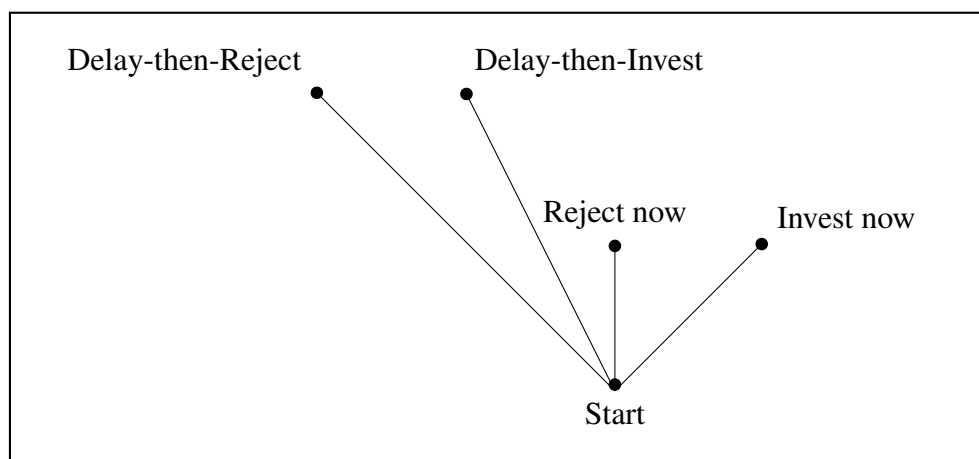 Delay-then-Reject
Delay-then-Invest
Reject now
Invest now
Start